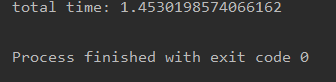 total time: 1.4530198574066162
Process finished with exit code 0